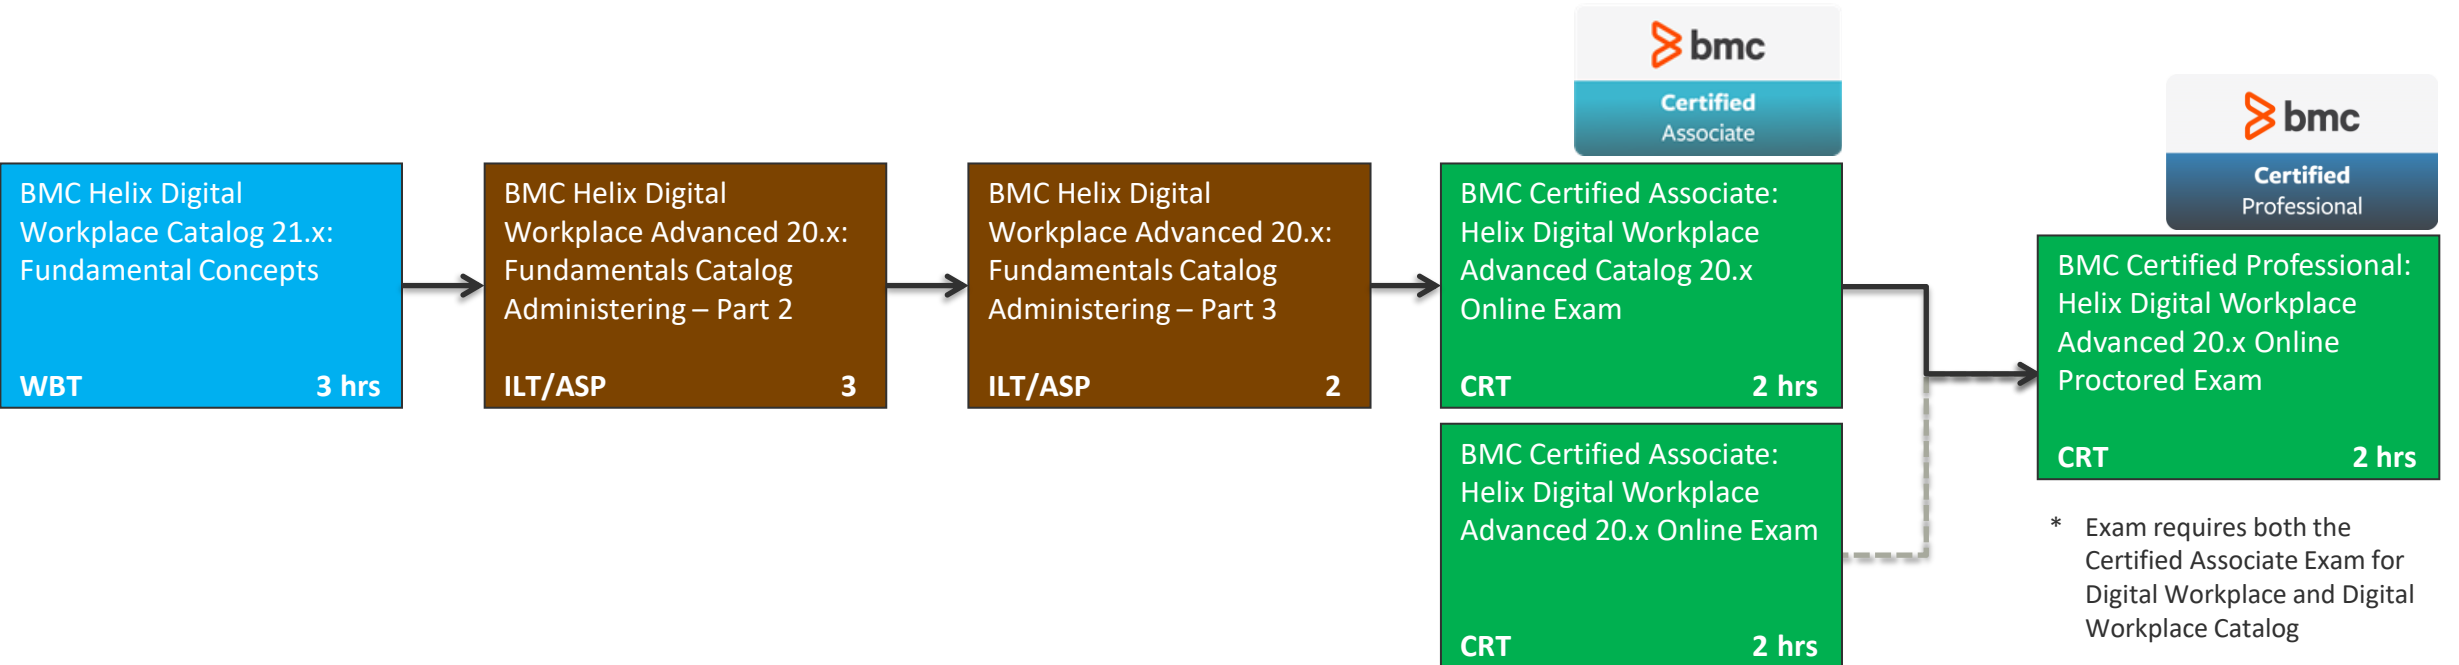 bmc
Certified
Associate
bmc
Certified
Professional
BMC Helix Digital
Workplace Catalog 21.x:
Fundamental Concepts
WBT 3 hrs
BMC Helix Digital
Workplace Advanced 20.x:
Fundamentals Catalog
Administering – Part 2
ILT/ASP 3
BMC Helix Digital
Workplace Advanced 20.x:
Fundamentals Catalog
Administering – Part 3
ILT/ASP 2
BMC Certified Associate:
Helix Digital Workplace
Advanced Catalog 20.x
Online Exam
CRT 2 hrs
BMC Certified Associate:
Helix Digital Workplace
Advanced 20.x Online Exam
CRT 2 hrs
BMC Certified Professional:
Helix Digital Workplace
Advanced 20.x Online
Proctored Exam
CRT 2 hrs
* Exam requires both the
Certified Associate Exam for
Digital Workplace and Digital
Workplace Catalog